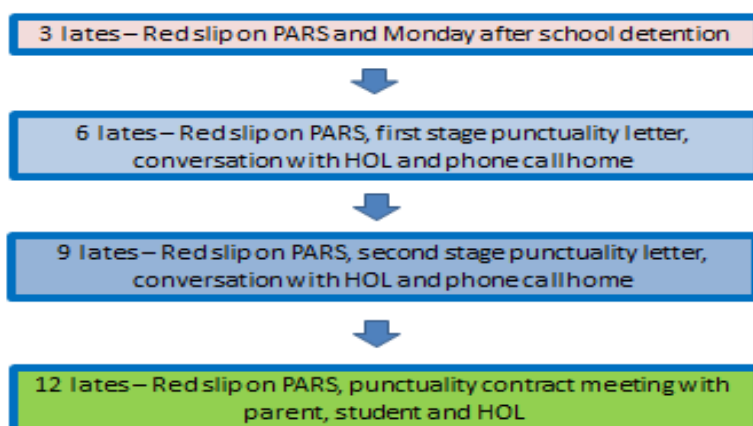 3 lates – Red slip on PARS and Monday after school detention
6 lates – Red slip on PARS, first stage punctuality letter,
conversation with HOL and phone call home
9 lates – Red slip on PARS, second stage punctuality letter,
conversation with HOL and phone call home
12 lates – Red slip on PARS, punctuality contract meeting with
parent, student and HOL